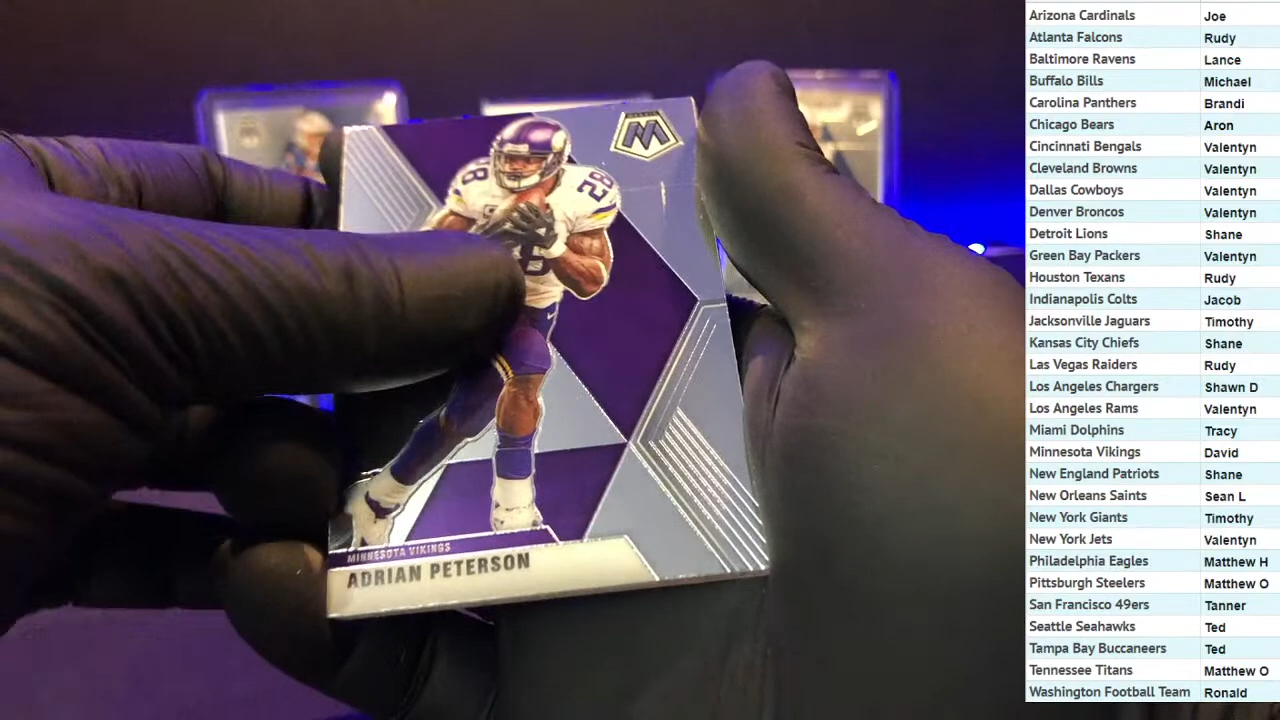 28
8
28
M
MINNESOTA VIKINGS
ADRIAN PETERSON
Arizona Cardinals Joe
Atlanta Falcons Rudy
Baltimore Ravens Lance
Buffalo Bills Michael
Carolina Panthers Brandi
Chicago Bears Aron
Cincinnati Bengals Valentyn
Cleveland Browns Valentyn
Dallas Cowboys Valentyn
Denver Broncos Valentyn
Detroit Lions Shane
Green Bay Packers Valentyn
Houston Texans Rudy
Indianapolis Colts Jacob
Jacksonville Jaguars Timothy
Kansas City Chiefs Shane
Las Vegas Raiders Rudy
Los Angeles Chargers Shawn D
Los Angeles Rams Valentyn
Miami Dolphins Tracy
Minnesota Vikings David
New England Patriots Shane
New Orleans Saints Sean L
New York Giants Timothy
New York Jets Valentyn
Philadelphia Eagles Matthew H
Pittsburgh Steelers Matthew O
San Francisco 49ers Tanner
Seattle Seahawks Ted
Tampa Bay Buccaneers Ted
Tennessee Titans Matthew O
Washington Football Team Ronald